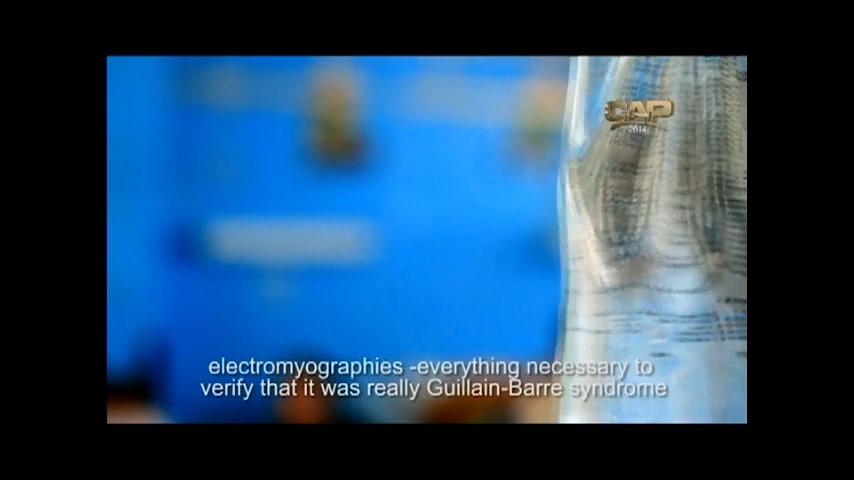 CAP
2014
electromyographies -everything necessary to
verify that it was really Guillain-Barre syndrome